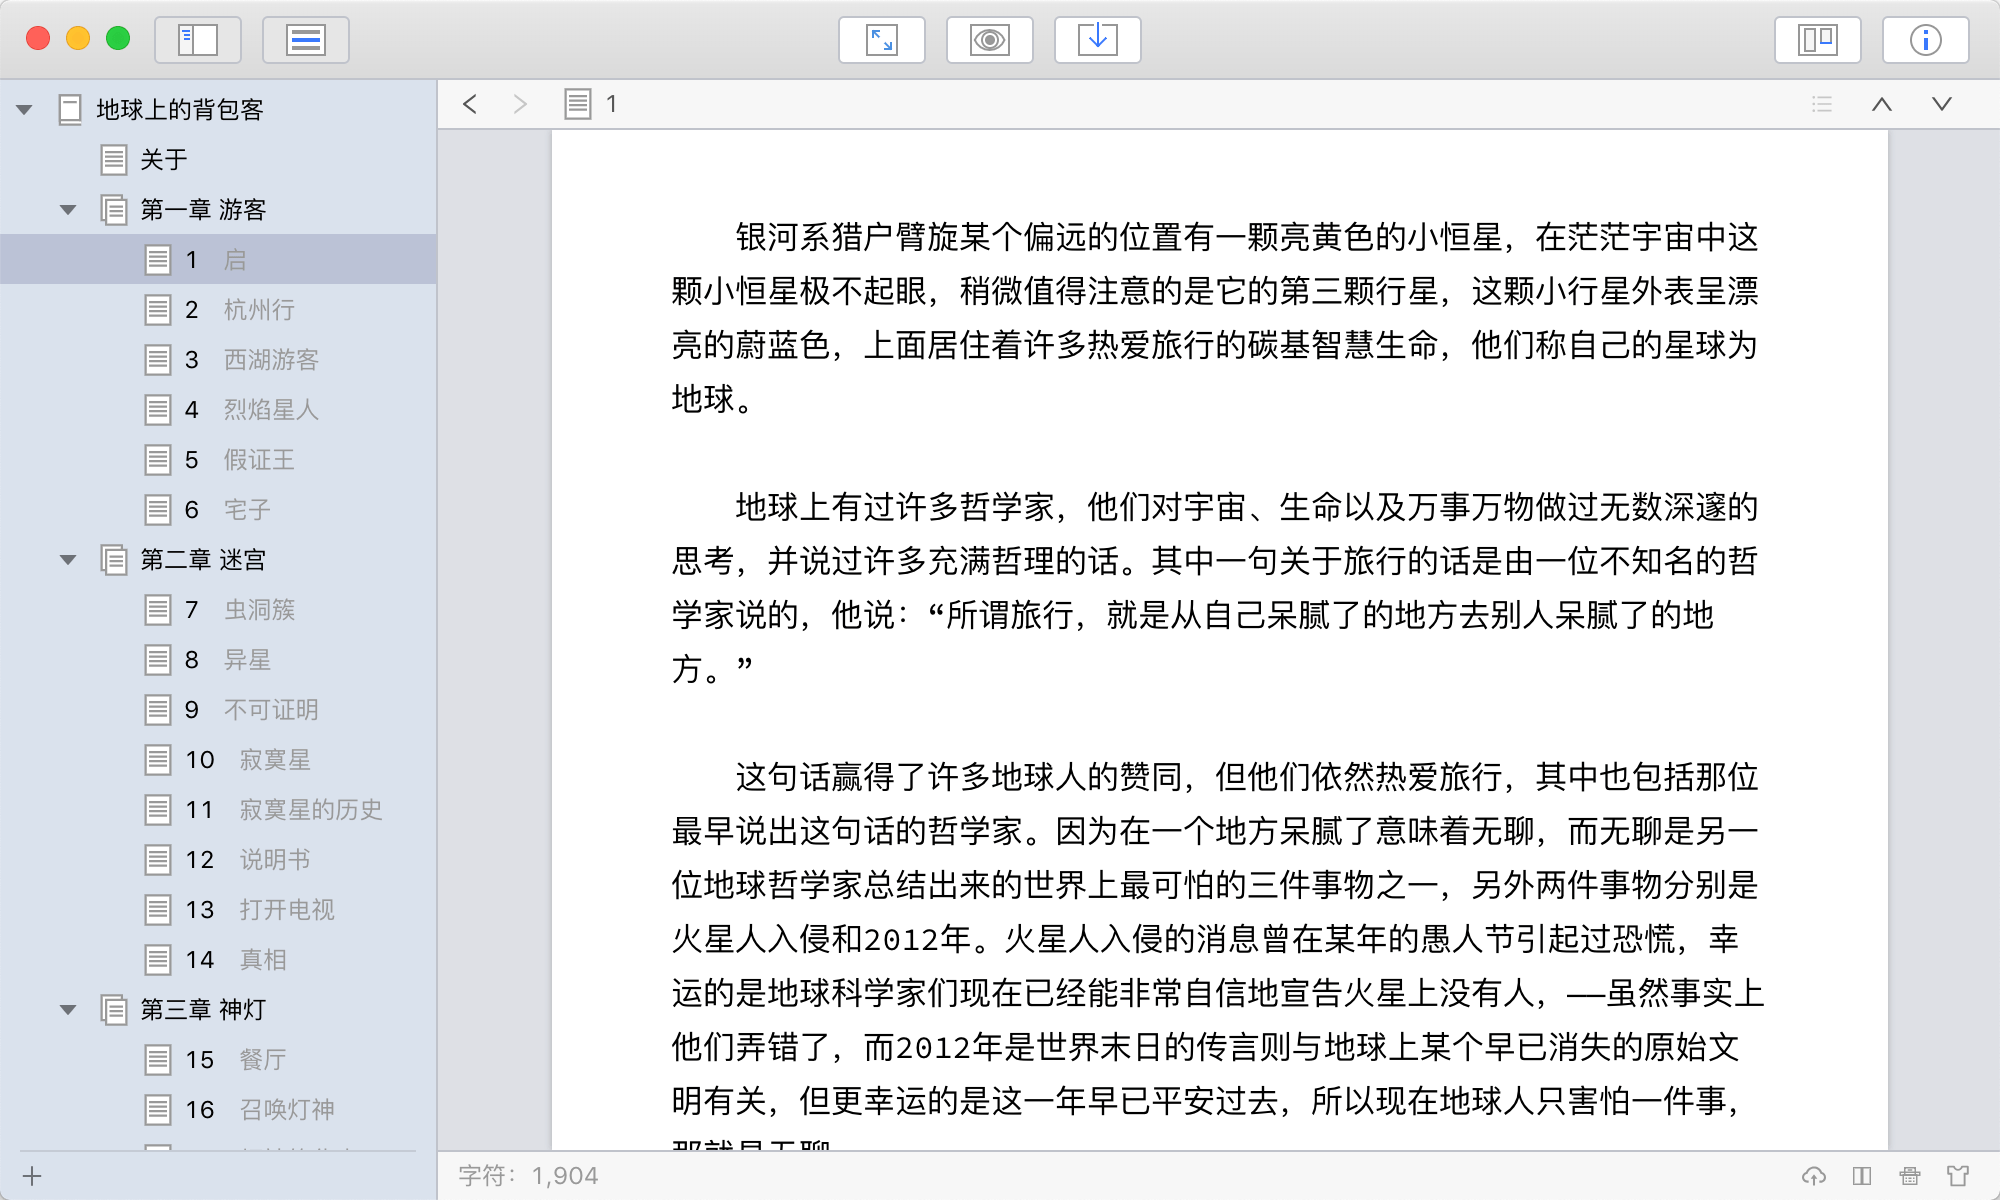 地球上的背包客
关于
第一章 游客
1 启
2 杭州行
3 西湖游客
4 烈焰星人
5 假证王
6 宅子
第二章 迷宫
7 虫洞簇
8 异星
9 不可证明
10 寂寞星
11 寂寞星的历史
12 说明书
13 打开电视
14 真相
第三章 神灯
15 餐厅
16 召唤灯神
1
银河系猎户臂旋某个偏远的位置有一颗亮黄色的小恒星，在茫茫宇宙中这
颗小恒星极不起眼，稍微值得注意的是它的第三颗行星，这颗小行星外表呈漂
亮的蔚蓝色，上面居住着许多热爱旅行的碳基智慧生命，他们称自己的星球为
地球。
地球上有过许多哲学家，他们对宇宙、生命以及万事万物做过无数深邃的
思考，并说过许多充满哲理的话。其中一句关于旅行的话是由一位不知名的哲
学家说的，他说：“所谓旅行，就是从自己呆腻了的地方去别人呆腻了的地
方。”
这句话赢得了许多地球人的赞同，但他们依然热爱旅行，其中也包括那位
最早说出这句话的哲学家。因为在一个地方呆腻了意味着无聊，而无聊是另一
位地球哲学家总结出来的世界上最可怕的三件事物之一，另外两件事物分别是
火星人入侵和2012年。火星人入侵的消息曾在某年的愚人节引起过恐慌，幸
运的是地球科学家们现在已经能非常自信地宣告火星上没有人，——虽然事实上
他们弄错了，而2012年是世界末日的传言则与地球上某个早已消失的原始文
明有关，但更幸运的是这一年早已平安过去，所以现在地球人只害怕一件事，
那就是无聊
字符：1,904